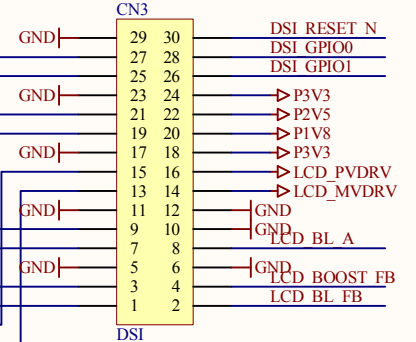 CN3
DSI_RESET_N
GND 29 30
DSI_GPIO0
27 28
DSI_GPIO1
25 26
GND 23 24 P3V3
21 22 P2V5
19 20 P1V8
GND 17 18 P3V3
15 16 LCD_PVDRV
13 14 LCD_MVDRV
GND 11 12 GND
9 10 GND
LCD_BL_A
7 8
GND 5 6 GND
LCD_BOOST_FB
3 4
LCD_BL_FB
1 2
DSI